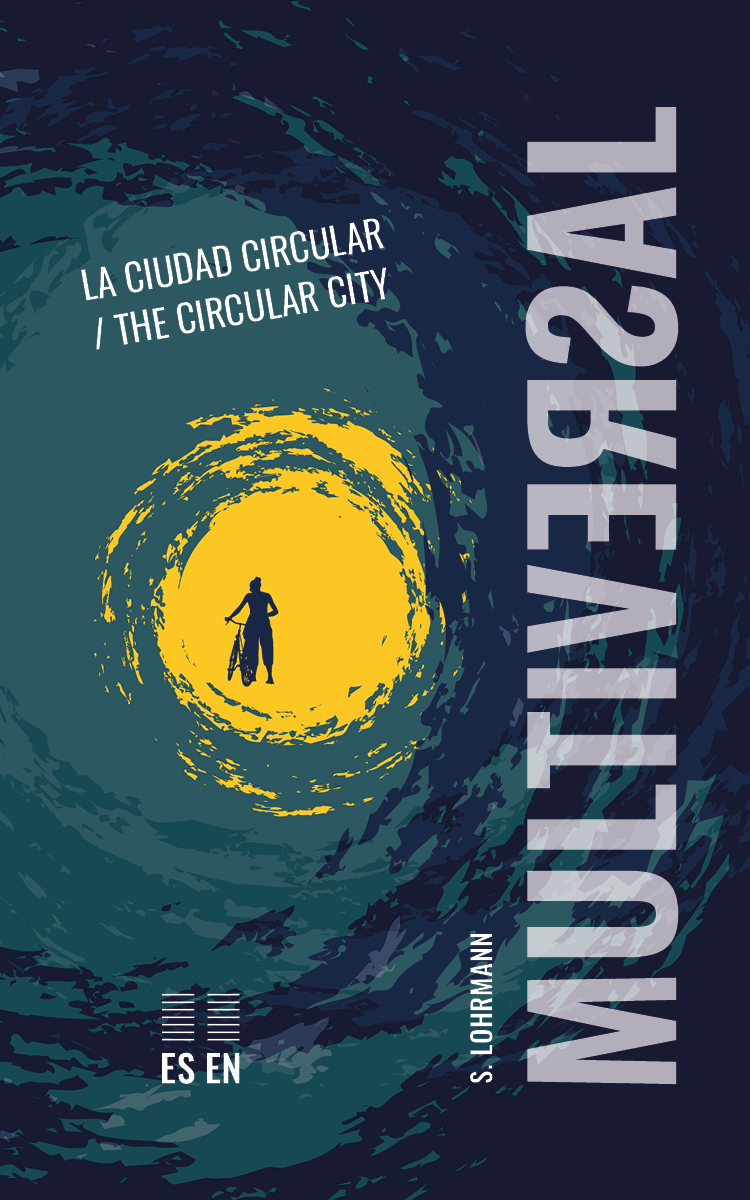 LA CIUDAD CIRCULAR
/ THE CIRCULAR CITY
MULTIVERSAL
S. LOHRMANN
ES EN